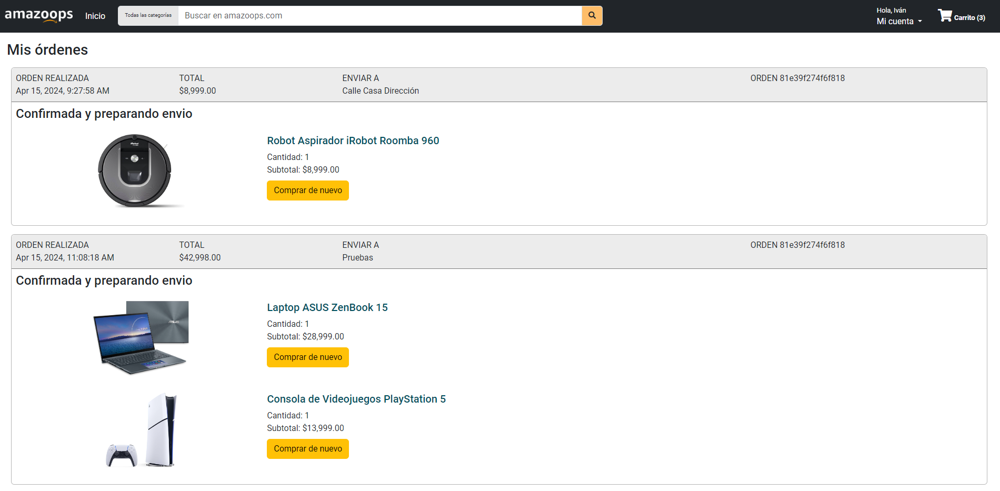 amazoops Inicio Todas las categorías Buscar en amazoops.com Hola, Iván
Mi cuenta Carrito (3)
Mis órdenes
ORDEN REALIZADA TOTAL ENVIAR A ORDEN 81e39f274f6f818
Apr 15, 2024, 9:27:58 AM $8,999.00 Calle Casa Dirección
Confirmada y preparando envio
Robot Aspirador iRobot Roomba 960
Cantidad: 1
Subtotal: $8,999.00
Comprar de nuevo
ORDEN REALIZADA TOTAL ENVIAR A ORDEN 81e39f274f6f818
Apr 15, 2024, 11:08:18 AM $42,998.00 Pruebas
Confirmada y preparando envio
Laptop ASUS ZenBook 15
Cantidad: 1
Subtotal: $28,999.00
Comprar de nuevo
Consola de Videojuegos PlayStation 5
Cantidad: 1
Subtotal: $13,999.00
Comprar de nuevo